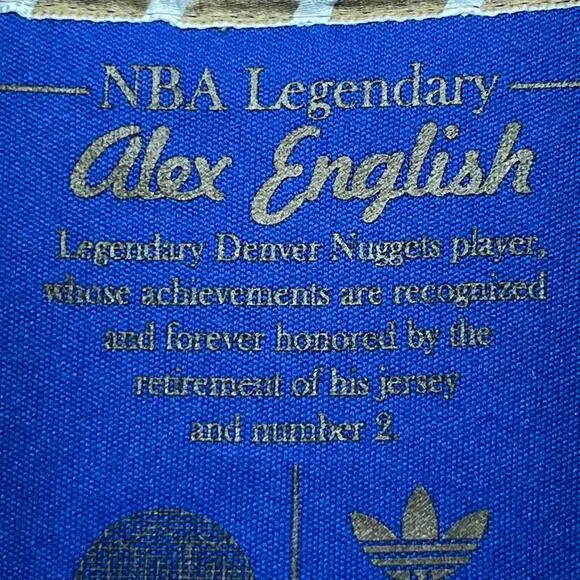 NBA Legendary
Alex English
Legendary Denver Nuggets player,
whose achievements are recognized
and forever honored by the
retirement of his jersey
and number 2.